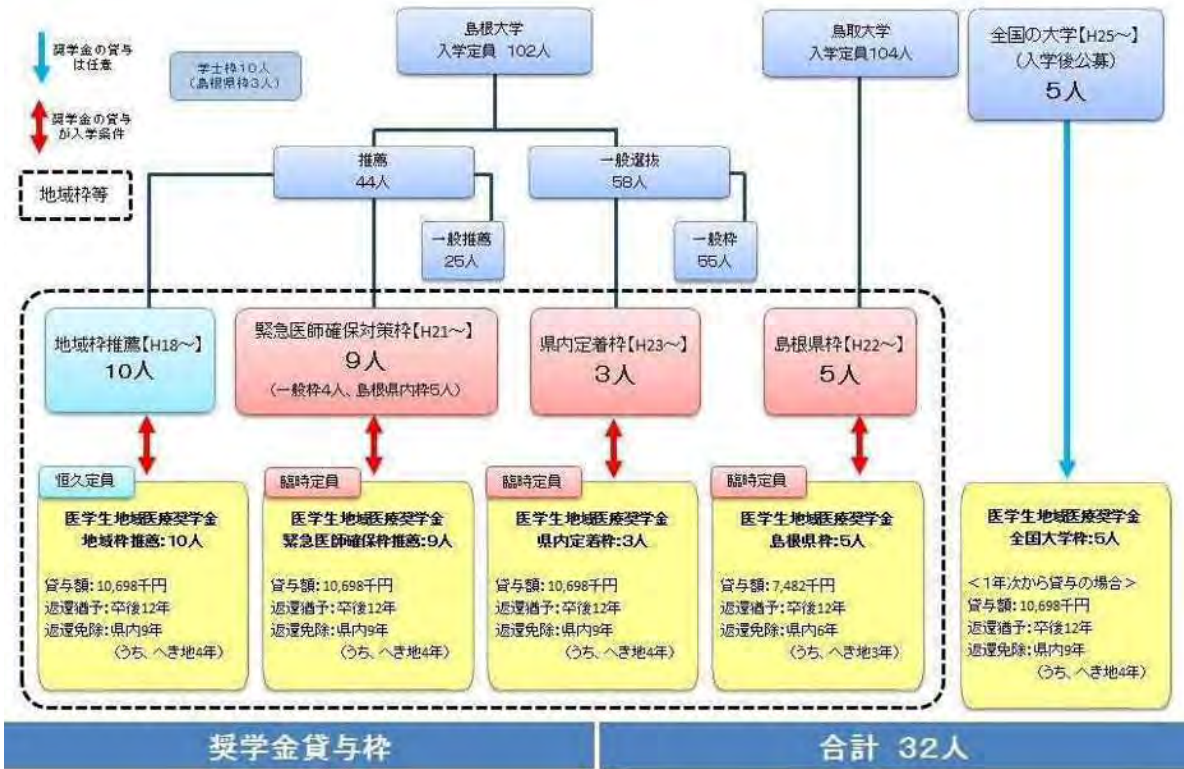 奨学金の貸与
は任意
奨学金の貸与
が入学条件
地域枠等
学士枠10人
(島根県枠3人)
島根大学
入学定員 102人
鳥取大学
入学定員104人
全国の大学【H25~】
(入学後公募)
5人
推薦
44人
一般選抜
58人
一般推薦
25人
一般枠
55人
地域枠推薦【H18~】
10人
緊急医師確保対策枠【H21~】
9人
(一般枠4人、島根県内枠5人)
県内定着枠【H23~】
3人
島根県枠【H22~】
5人
恒久定員
医学生地域医療奨学金
地域枠推薦:10人
貸与額:10,698千円
返還猶予:卒後12年
返還免除:県内9年
(うち、へき地4年)
臨時定員
医学生地域医療奨学金
緊急医師確保枠推薦:9人
貸与額:10,698千円
返還猶予:卒後12年
返還免除:県内9年
(うち、へき地4年)
臨時定員
医学生地域医療奨学金
県内定着枠:3人
貸与額:10,698千円
返還猶予:卒後12年
返還免除:県内9年
(うち、へき地4年)
臨時定員
医学生地域医療奨学金
島根県枠:5人
貸与額:7,482千円
返還猶予:卒後12年
返還免除:県内6年
(うち、へき地3年)
医学生地域医療奨学金
全国大学枠:5人
<1年次から貸与の場合>
貸与額:10,698千円
返還猶予:卒後12年
返還免除:県内9年
(うち、へき地4年)
奨学金貸与枠
合計 32人